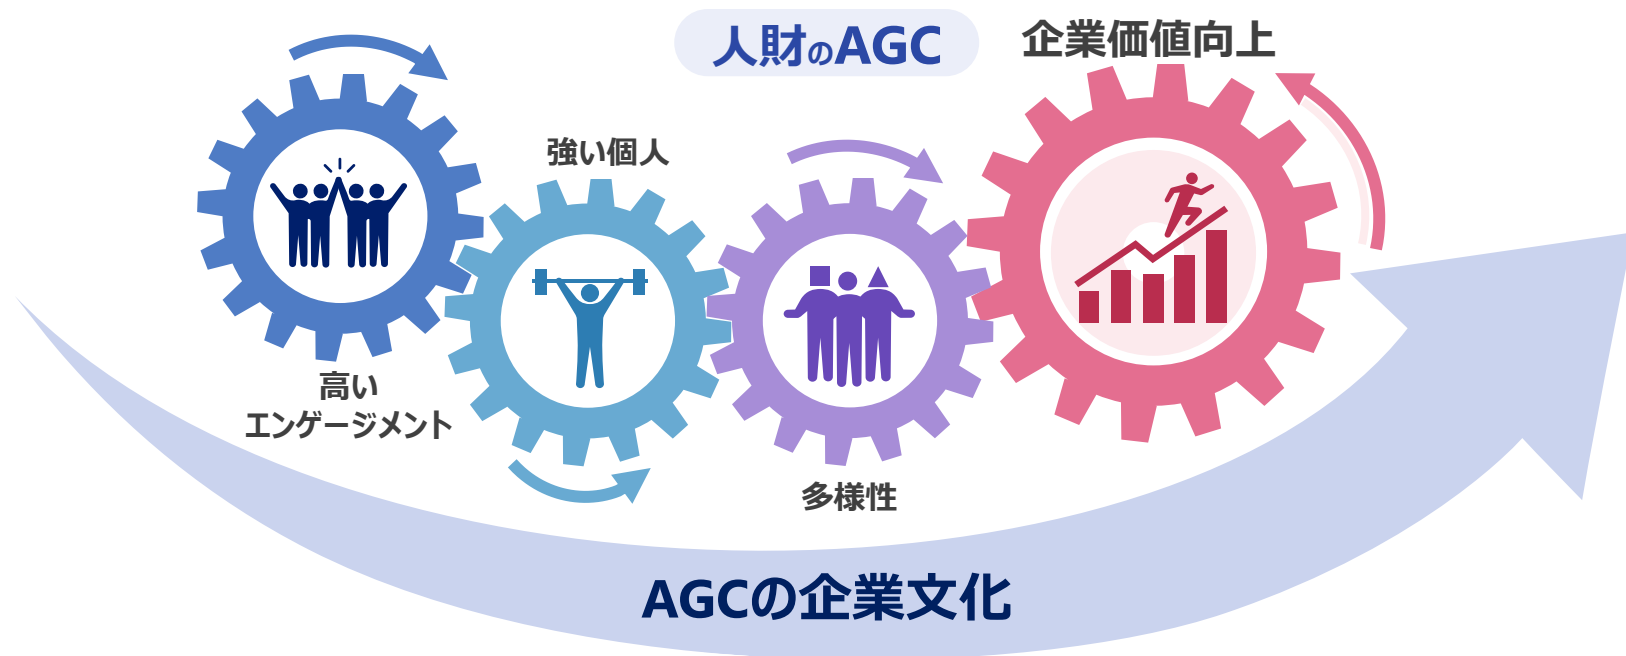 人財のAGC
企業価値向上
強い個人
高い
エンゲージメント
多様性
AGCの企業文化